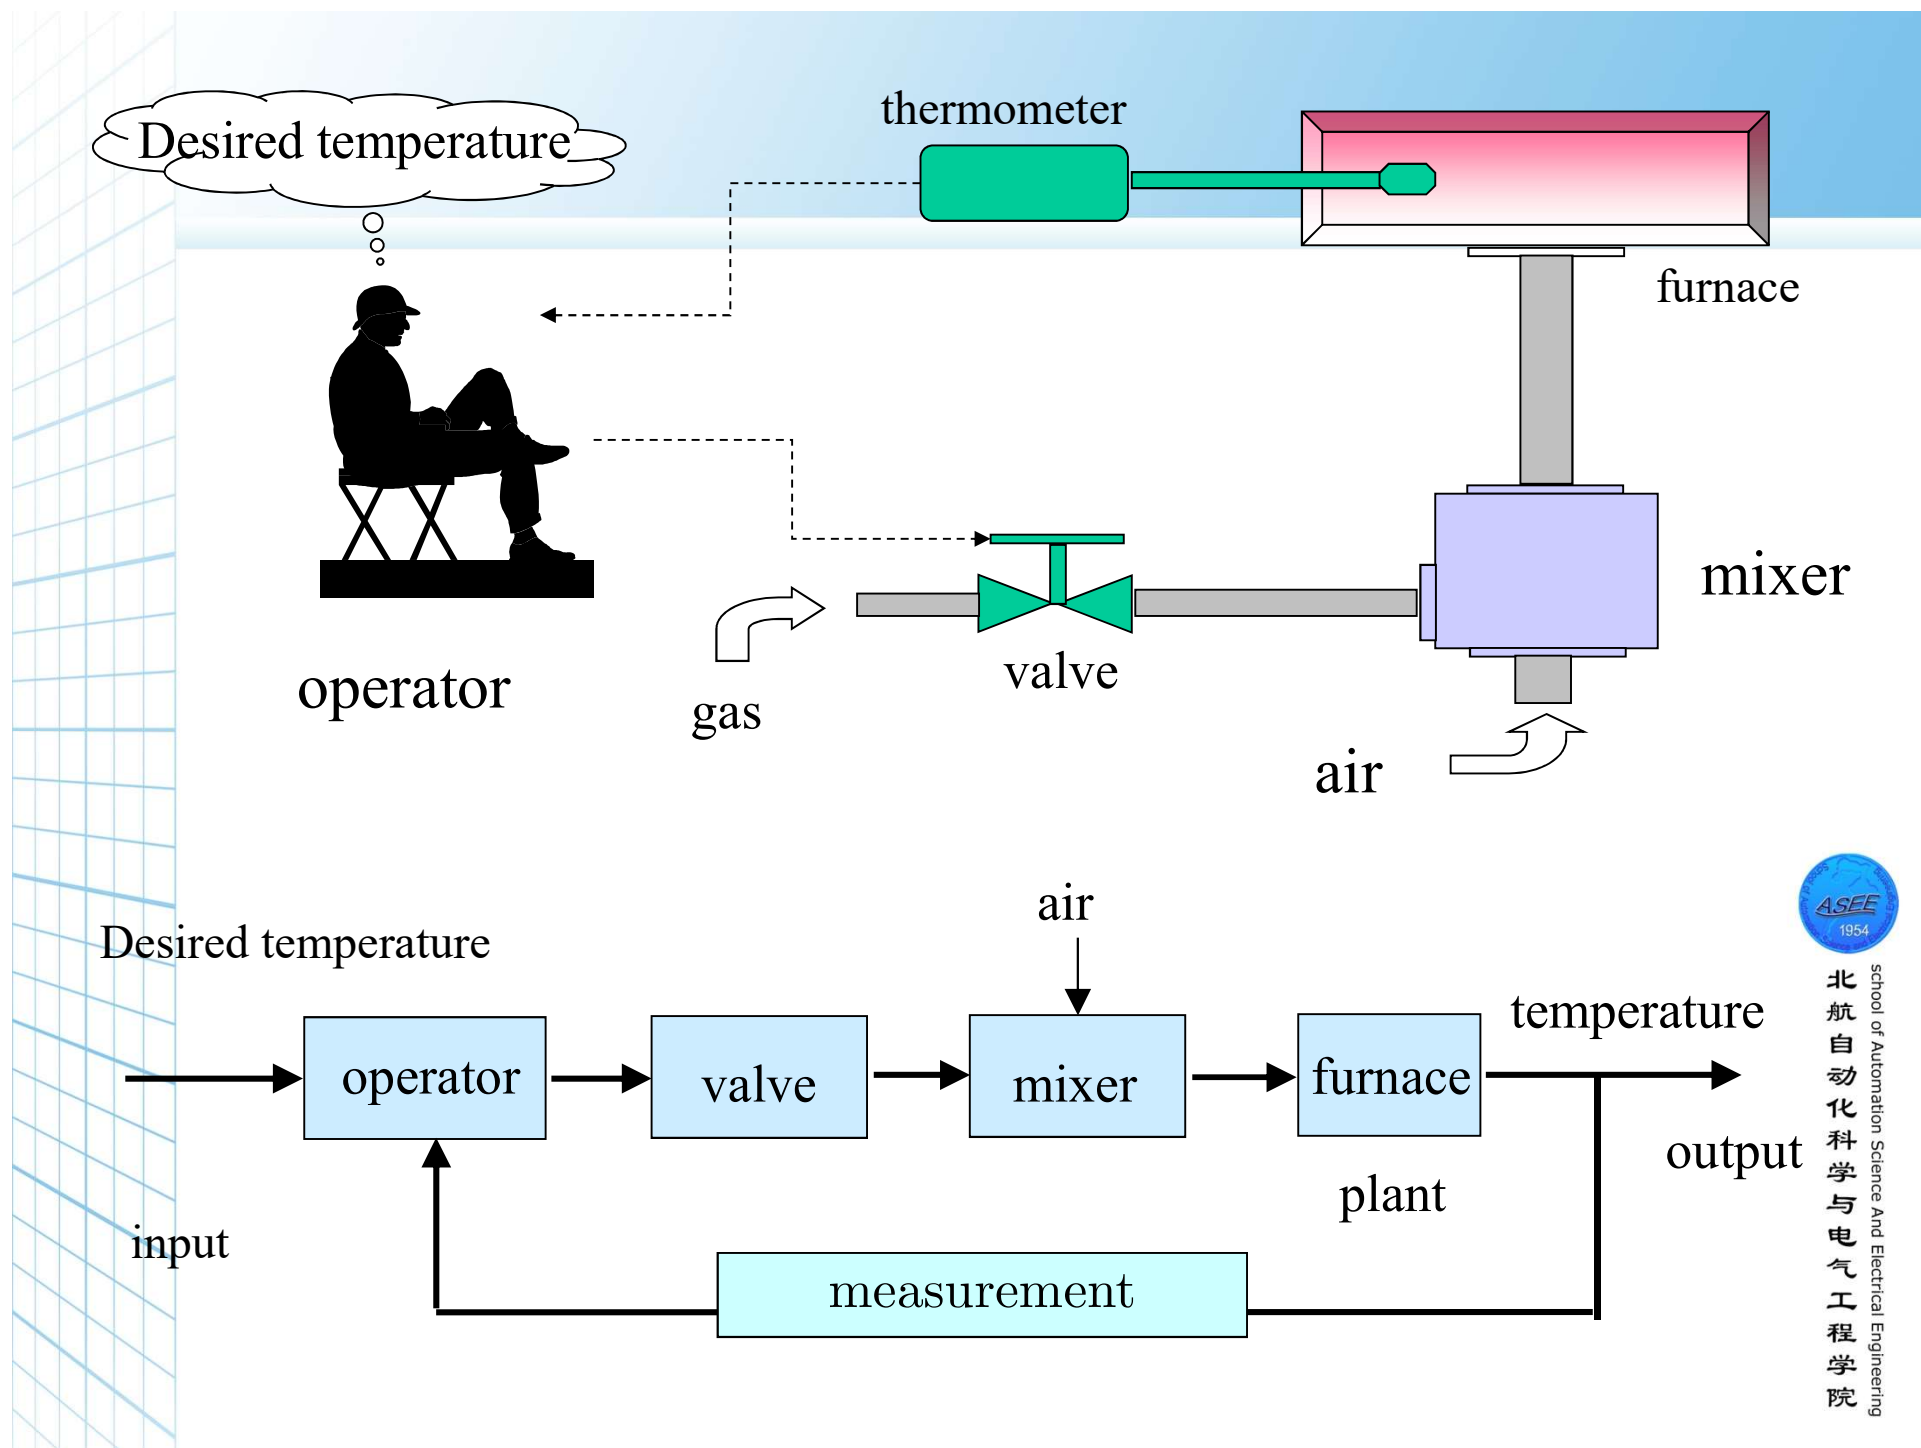 Desired temperature
thermometer
furnace
mixer
valve
operator
gas
air
air
Desired temperature
temperature
operator
valve
mixer
furnace
output
plant
input
measurement
ASEE
1954
北航自动化科学与电气工程学院
school of Automation Science And Electrical Engineering